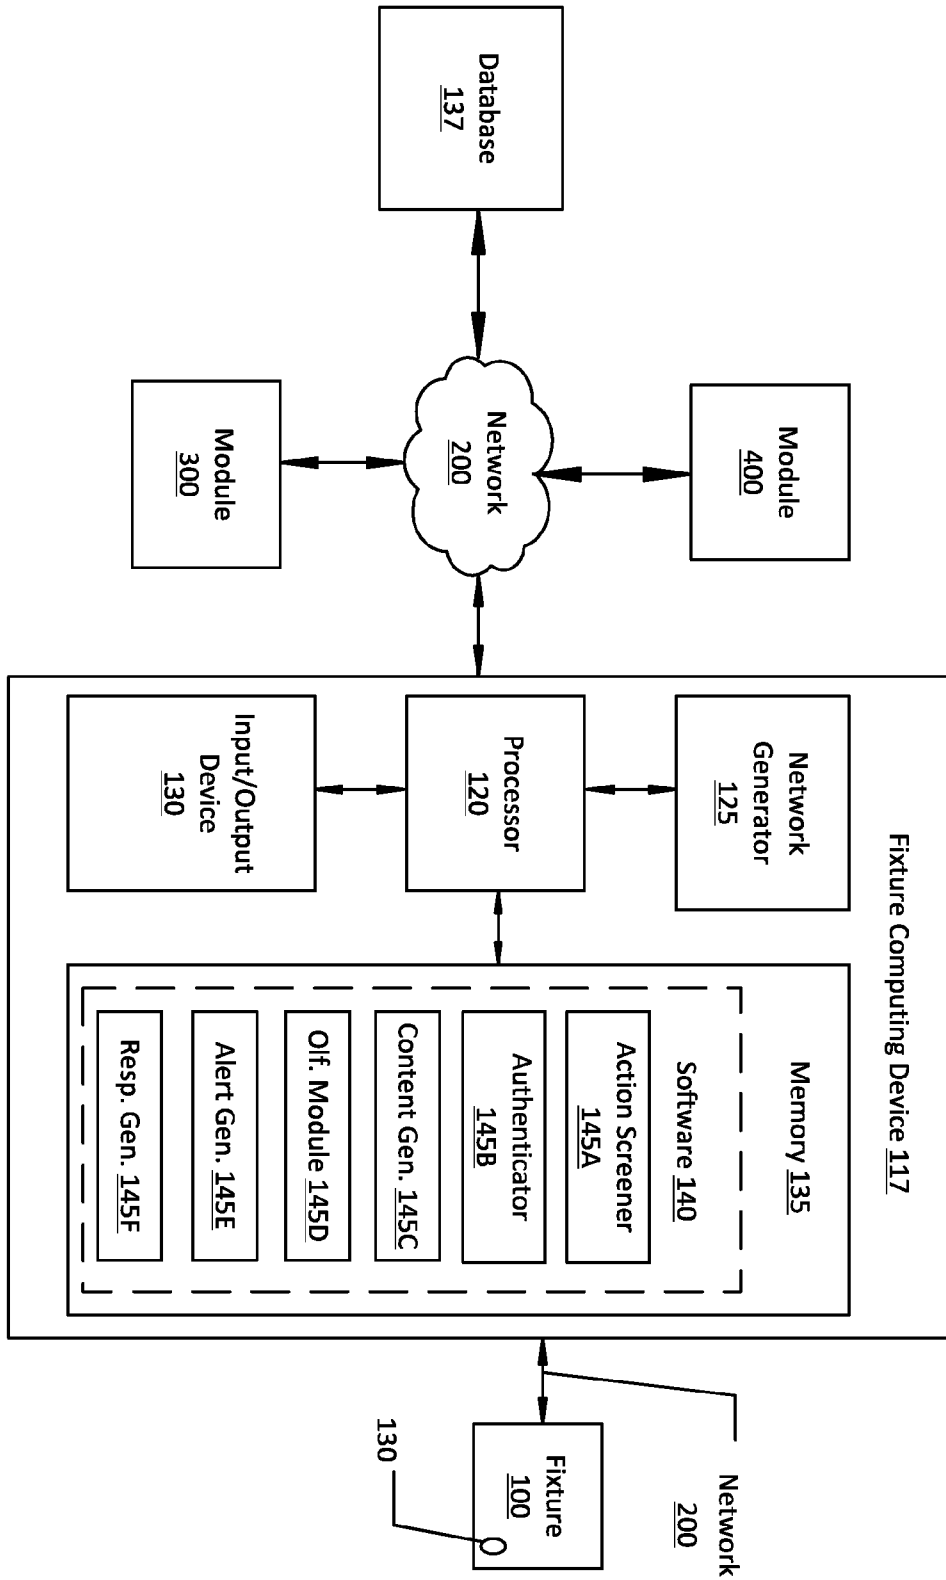 Database
137
Module
400
Network
200
Module
300
Fixture Computing Device 117
Network
Generator
125
Processor
120
Input/Output
Device
130
Memory 135
Software 140
Action Screener
145A
Authenticator
145B
Content Gen. 145C
Olf. Module 145D
Alert Gen. 145E
Resp. Gen. 145F
Network
200
Fixture
100
130